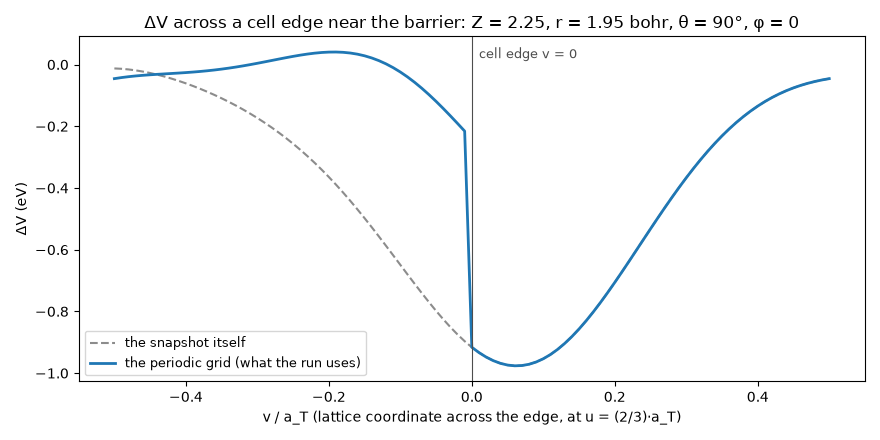 ΔV across a cell edge near the barrier: Z = 2.25, r = 1.95 bohr, θ = 90°, φ = 0
cell edge v = 0
ΔV (eV)
0.0
−0.2
−0.4
−0.6
−0.8
−1.0
the snapshot itself
the periodic grid (what the run uses)
−0.4
−0.2
0.0
0.2
0.4
v / a_T (lattice coordinate across the edge, at u = (2/3)·a_T)